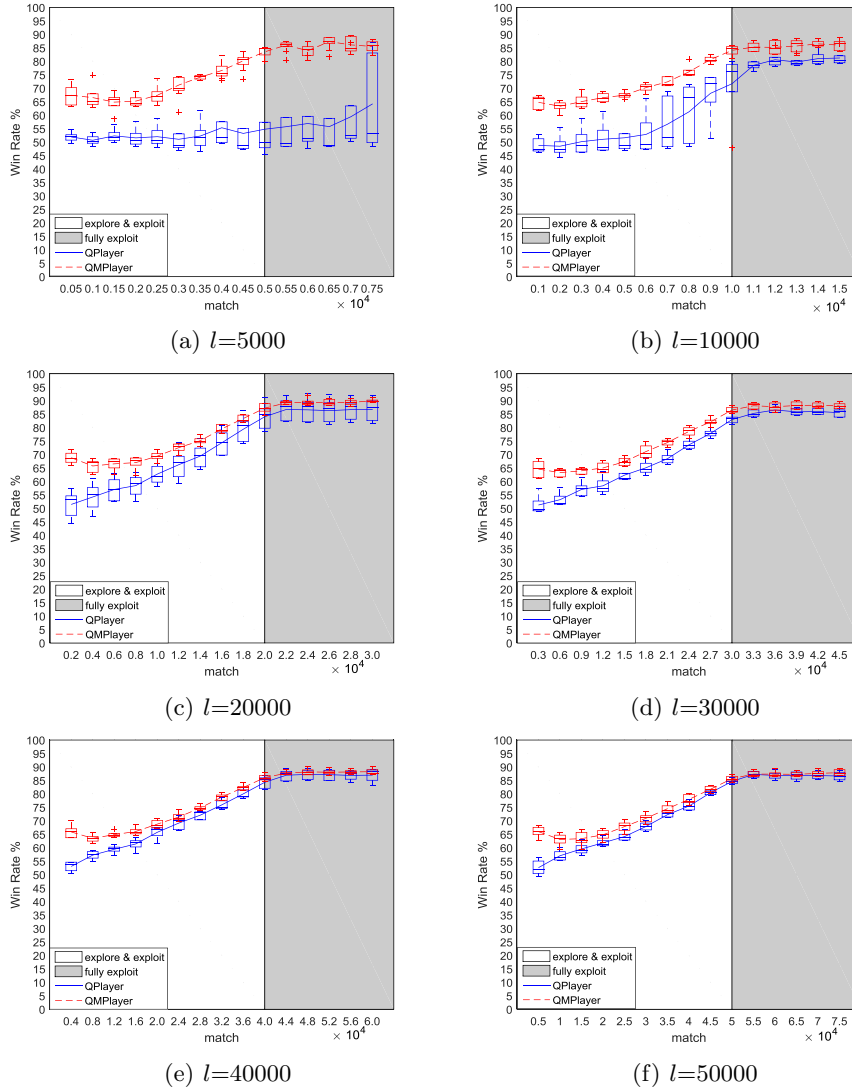 100
95
90
85
80
75
70
65
60
55
50
45
40
35
30
25
20
15
10
5
0
Win Rate %
explore & exploit
fully exploit
QPlayer
QMPlayer
0.05 0.1 0.15 0.2 0.25 0.3 0.35 0.4 0.45 0.5 0.55 0.6 0.65 0.7 0.75
match
× 10^4
(a) l=5000
100
95
90
85
80
75
70
65
60
55
50
45
40
35
30
25
20
15
10
5
0
Win Rate %
explore & exploit
fully exploit
QPlayer
QMPlayer
0.1 0.2 0.3 0.4 0.5 0.6 0.7 0.8 0.9 1.0 1.1 1.2 1.3 1.4 1.5
match
× 10^4
(b) l=10000
100
95
90
85
80
75
70
65
60
55
50
45
40
35
30
25
20
15
10
5
0
Win Rate %
explore & exploit
fully exploit
QPlayer
QMPlayer
0.2 0.4 0.6 0.8 1.0 1.2 1.4 1.6 1.8 2.0 2.2 2.4 2.6 2.8 3.0
match
× 10^4
(c) l=20000
100
95
90
85
80
75
70
65
60
55
50
45
40
35
30
25
20
15
10
5
0
Win Rate %
explore & exploit
fully exploit
QPlayer
QMPlayer
0.3 0.6 0.9 1.2 1.5 1.8 2.1 2.4 2.7 3.0 3.3 3.6 3.9 4.2 4.5
match
× 10^4
(d) l=30000
100
95
90
85
80
75
70
65
60
55
50
45
40
35
30
25
20
15
10
5
0
Win Rate %
explore & exploit
fully exploit
QPlayer
QMPlayer
0.4 0.8 1.2 1.6 2.0 2.4 2.8 3.2 3.6 4.0 4.4 4.8 5.2 5.6 6.0
match
× 10^4
(e) l=40000
100
95
90
85
80
75
70
65
60
55
50
45
40
35
30
25
20
15
10
5
0
Win Rate %
explore & exploit
fully exploit
QPlayer
QMPlayer
0.5 1 1.5 2 2.5 3 3.5 4 4.5 5 5.5 6 6.5 7 7.5
match
× 10^4
(f) l=50000